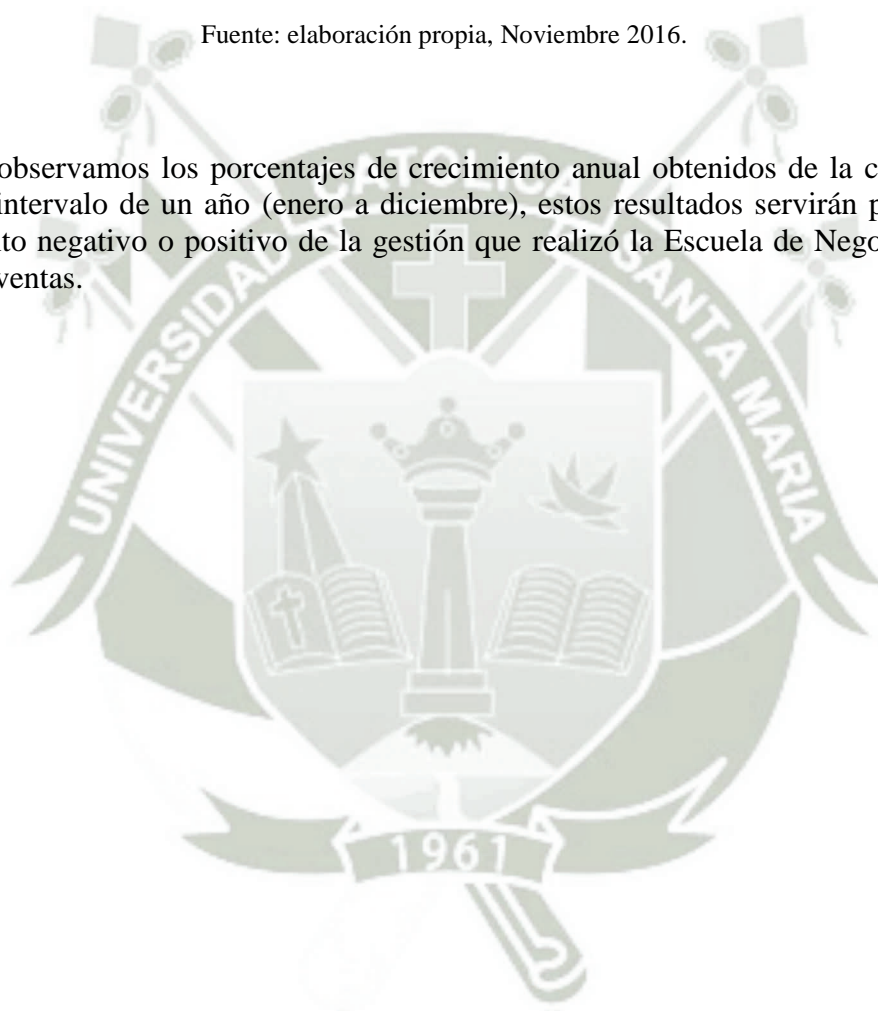 Fuente: elaboración propia, Noviembre 2016.
observamos los porcentajes de crecimiento anual obtenidos de la
intervalo de un año (enero a diciembre), estos resultados servirán
negativo o positivo de la gestión que realizó la Escuela de
ventas.
UNIVERSIDAD CATOLICA SANTA MARIA
1961